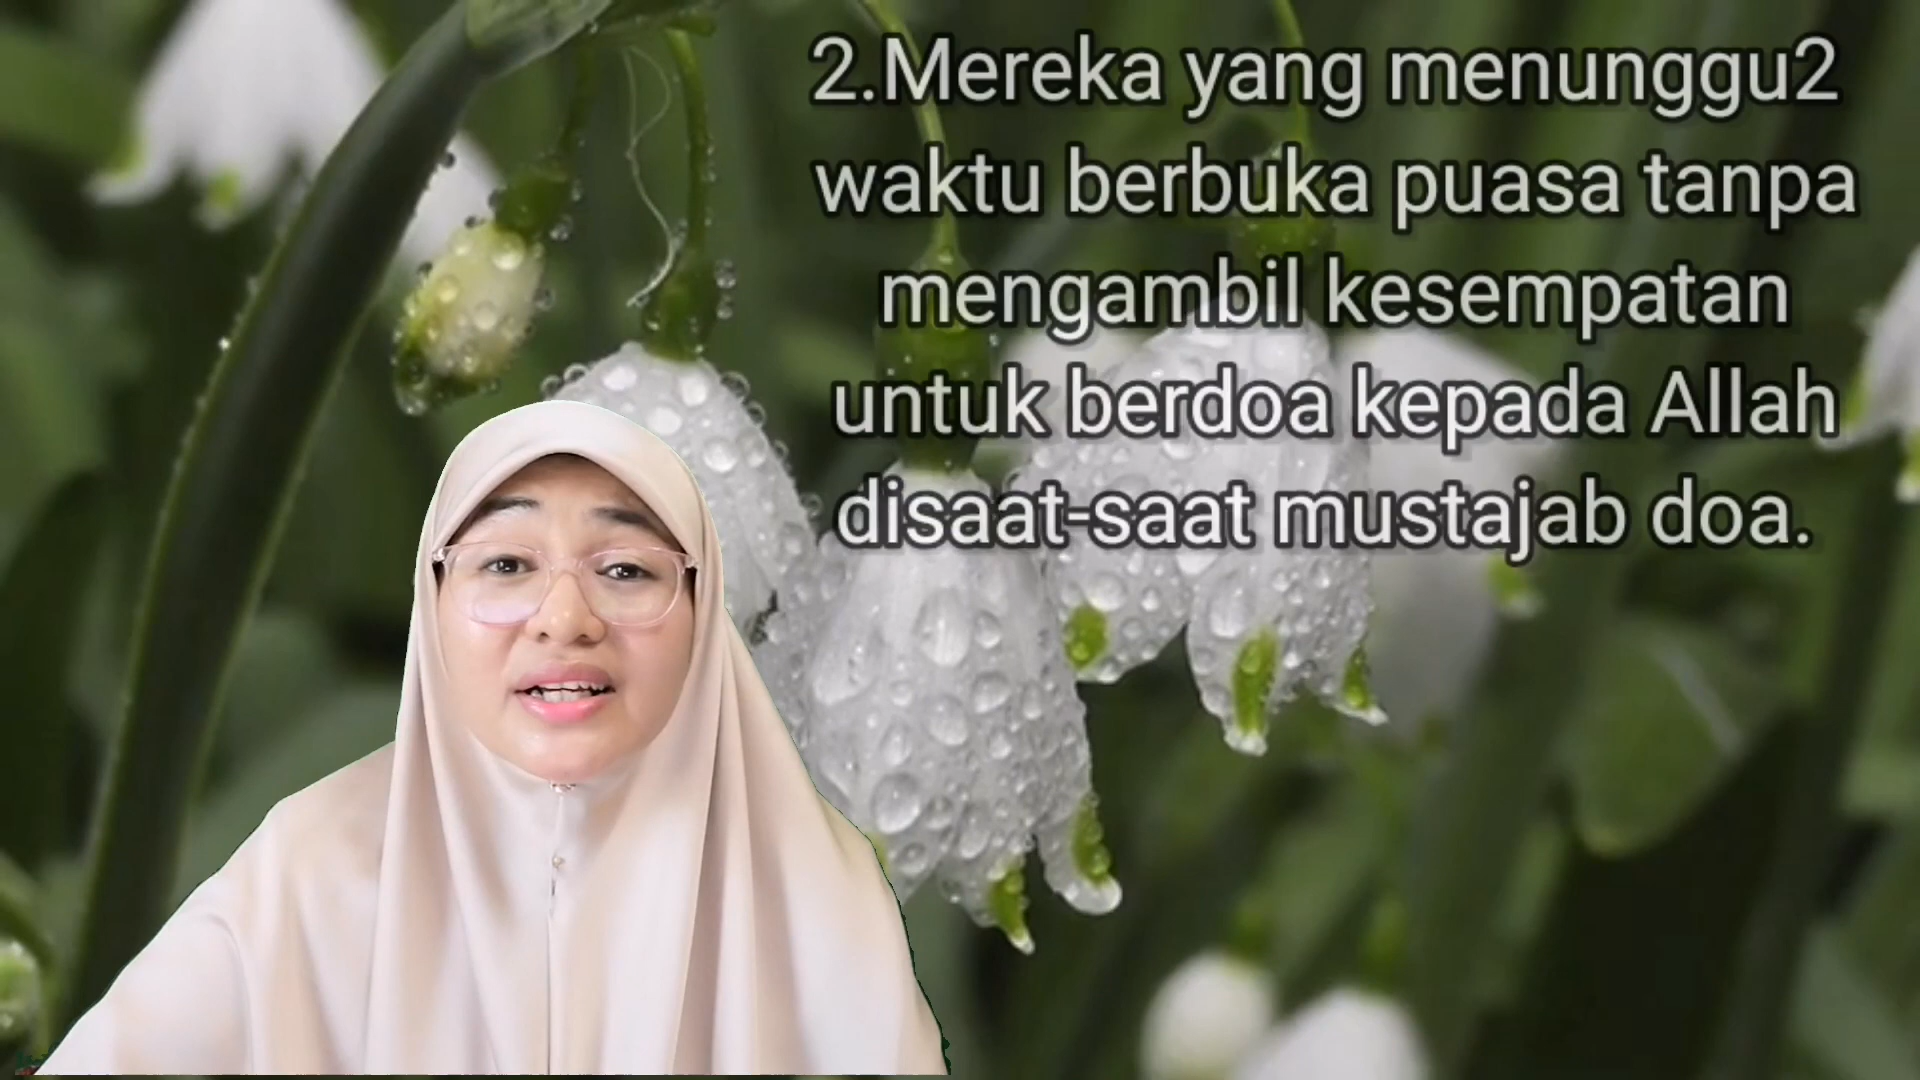 2.Mereka yang menunggu2
waktu berbuka puasa tanpa
mengambil kesempatan
untuk berdoa kepada Allah
disaat-saat mustajab doa.